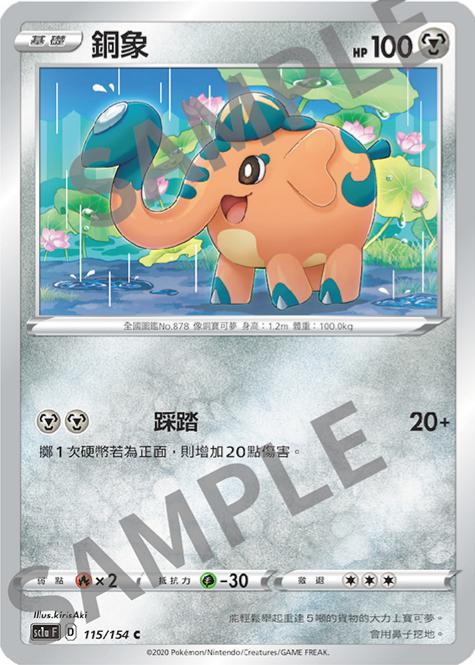 基礎 銅象 HP 100
全國圖鑑No.878 像銅寶可夢 身高：1.2m 體重：100.0kg
踩踏 20+
擲1次硬幣若為正面，則增加20點傷害。
弱點 ×2 抵抗力 -30 撤退
Illus.kirisAki
sc1a F D 115/154 C
能輕鬆舉起重達5噸的貨物的大力士寶可夢。
會用鼻子挖地。
©2020 Pokémon/Nintendo/Creatures/GAME FREAK.
SAMPLE
SAMPLE